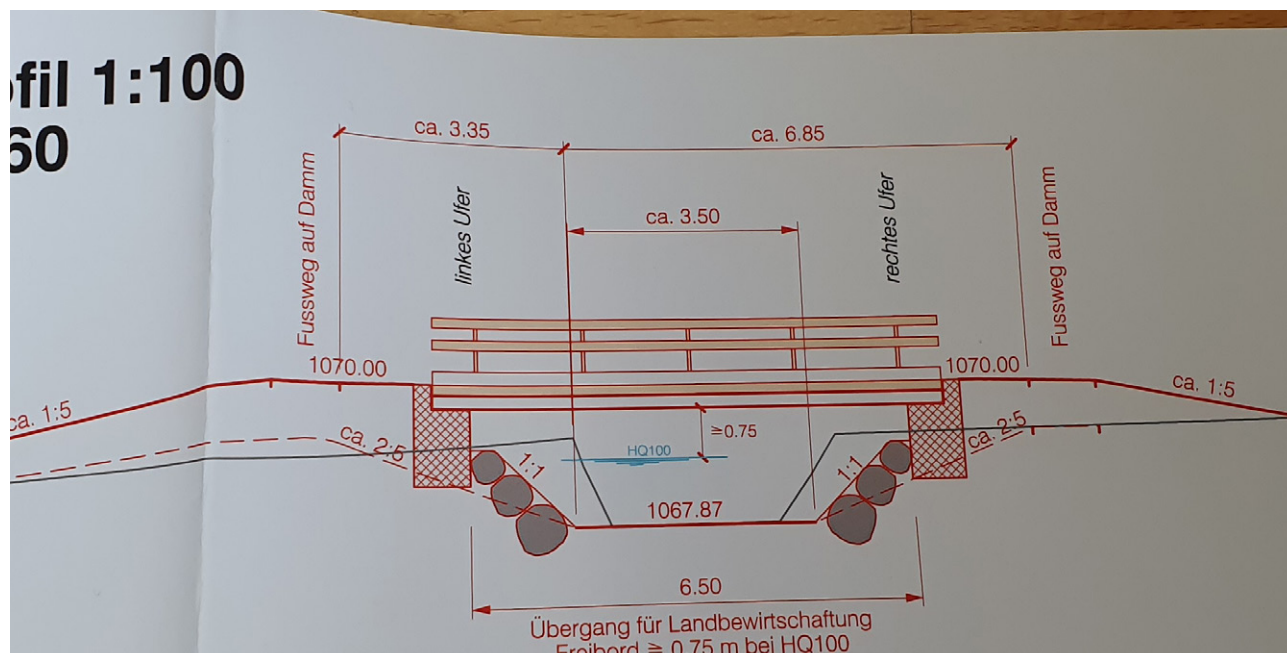 ofil 1:100
60
ca. 3.35
ca. 6.85
Fussweg auf Damm
linkes Ufer
ca. 3.50
rechtes Ufer
Fussweg auf Damm
1070.00
1070.00
ca. 1:5
ca. 1:5
ca. 2:5
≥0.75
ca. 2:5
HQ100
1:1
1:1
1067.87
6.50
Übergang für Landbewirtschaftung
Freibord ≥ 0.75 m bei HQ100